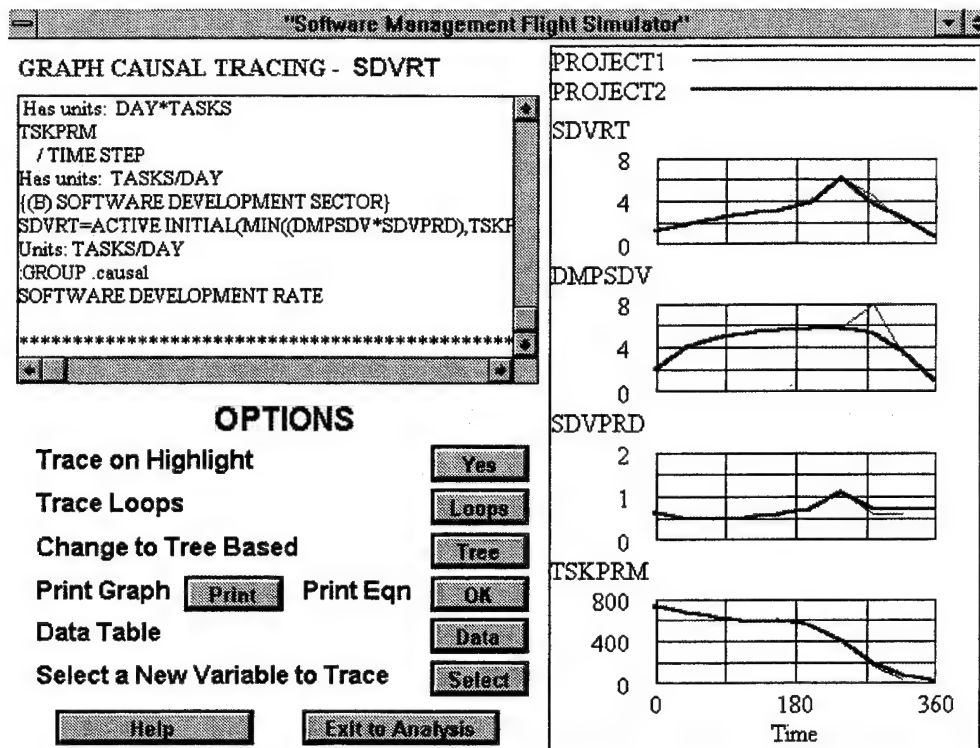 "Software Management Flight Simulator"
GRAPH CAUSAL TRACING - SDVRT
Has units: DAY*TASKS
TSKPRM
/ TIME STEP
Has units: TASKS/DAY
{(B) SOFTWARE DEVELOPMENT SECTOR}
SDVRT=ACTIVE INITIAL(MIN((DMPSDV*SDVPRD),TSKP
Units: TASKS/DAY
:GROUP .causal
SOFTWARE DEVELOPMENT RATE
************************************************
OPTIONS
Trace on Highlight Yes
Trace Loops Loops
Change to Tree Based Tree
Print Graph Print Print Eqn OK
Data Table Data
Select a New Variable to Trace Select
Help Exit to Analysis
PROJECT1
PROJECT2
SDVRT
8
4
0
DMPSDV
8
4
0
SDVPRD
2
1
0
TSKPRM
800
400
0
0 180 360
Time